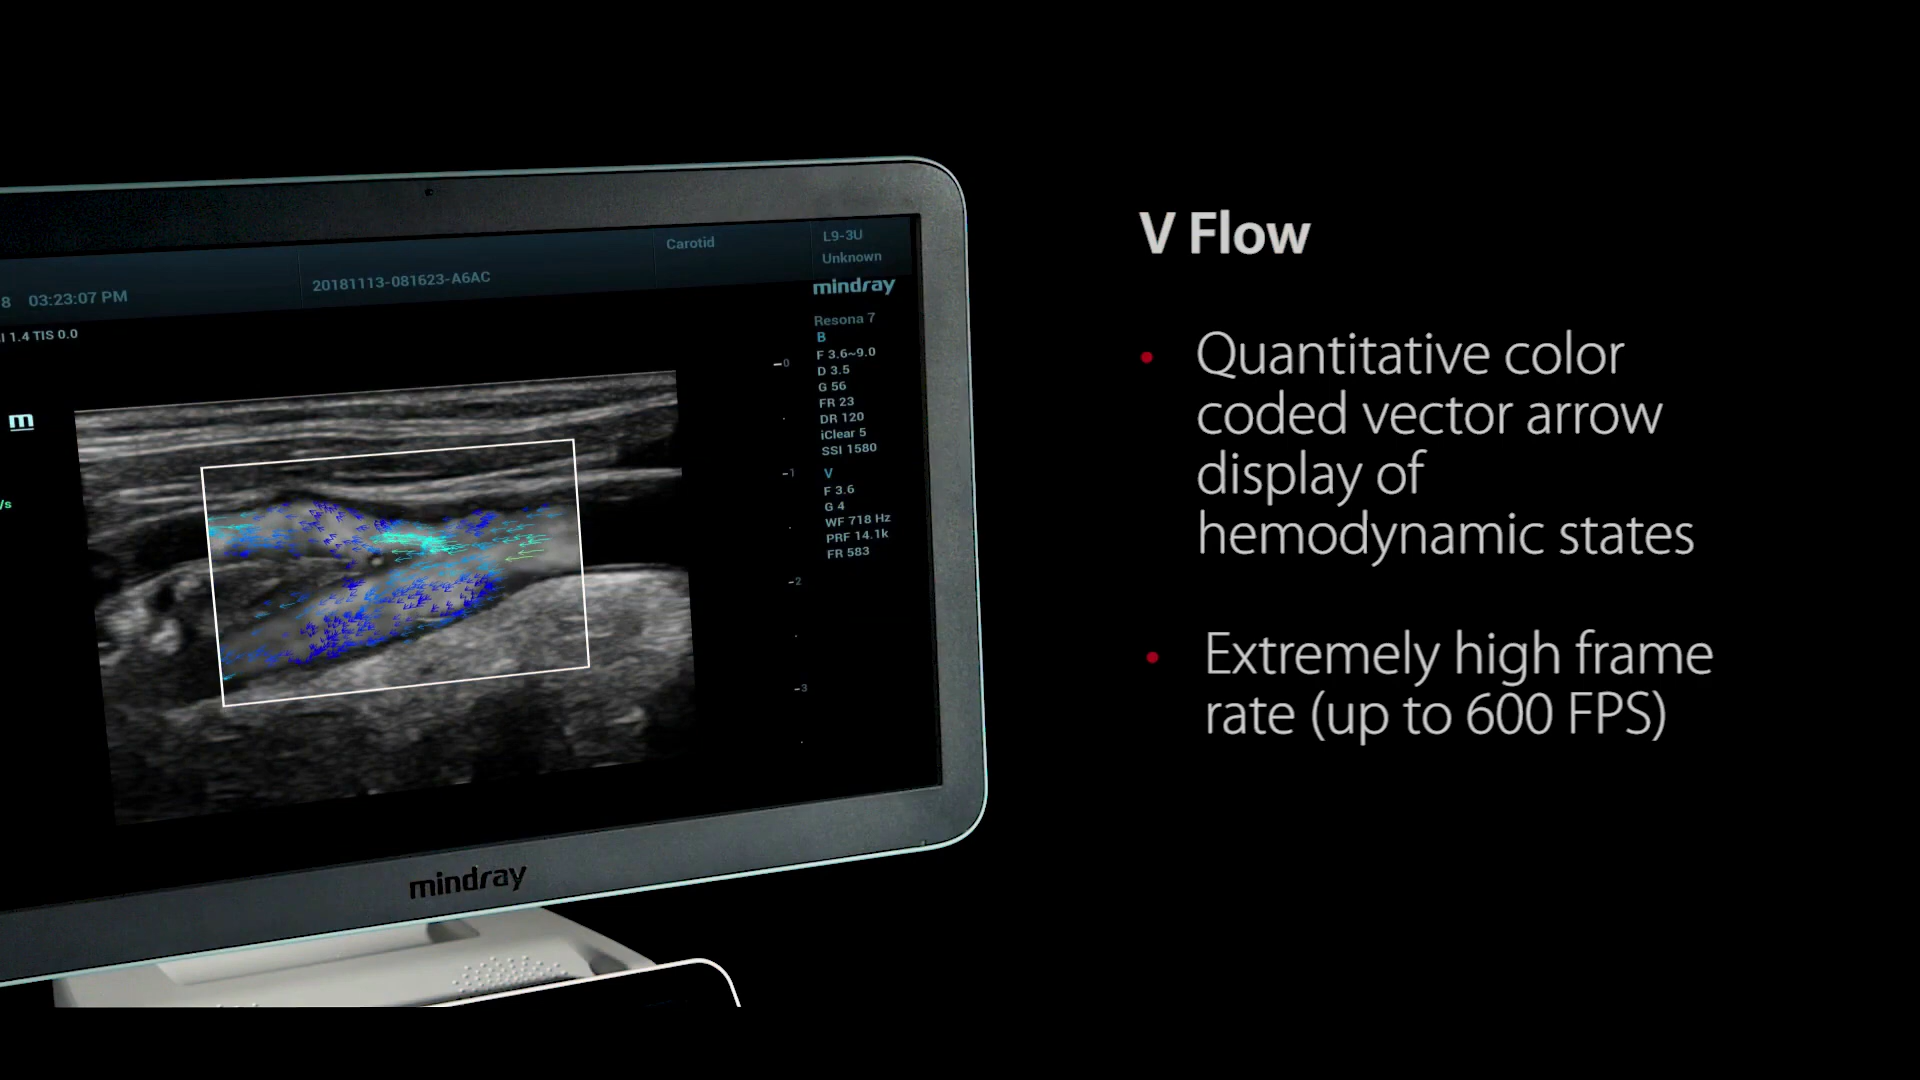 8 03:23:07 PM
20181113-081623-A6AC
Carotid
L9-3U
Unknown
mindray
I 1.4 TIS 0.0
m
/s
Resona 7
B
F 3.6~9.0
D 3.5
G 56
FR 23
DR 120
iClear 5
SSI 1580
V
F 3.6
G 4
WF 718 Hz
PRF 14.1k
FR 583
0
1
2
3
mindray
V Flow
• Quantitative color
coded vector arrow
display of
hemodynamic states
• Extremely high frame
rate (up to 600 FPS)